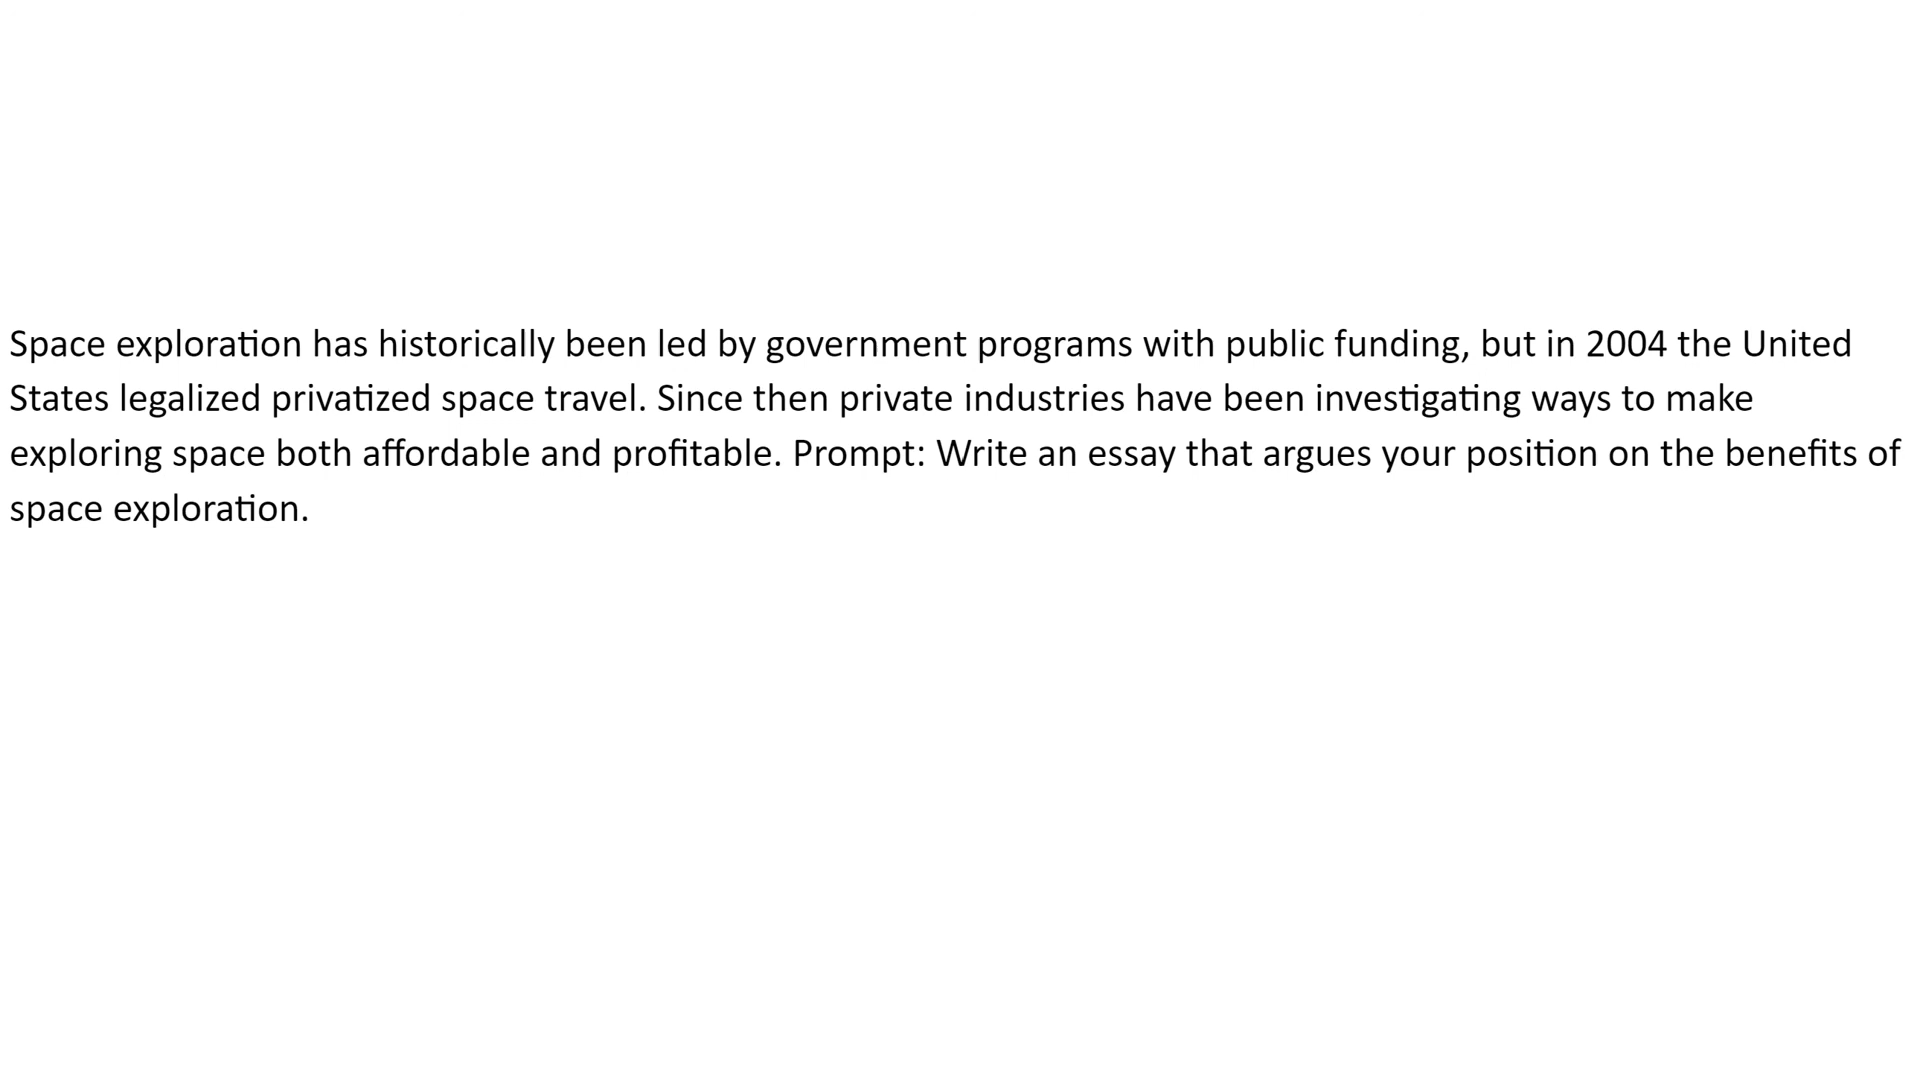 Space exploration has historically been led by government programs with public funding, but in 2004 the United
States legalized privatized space travel. Since then private industries have been investigating ways to make
exploring space both affordable and profitable. Prompt: Write an essay that argues your position on the benefits of
space exploration.